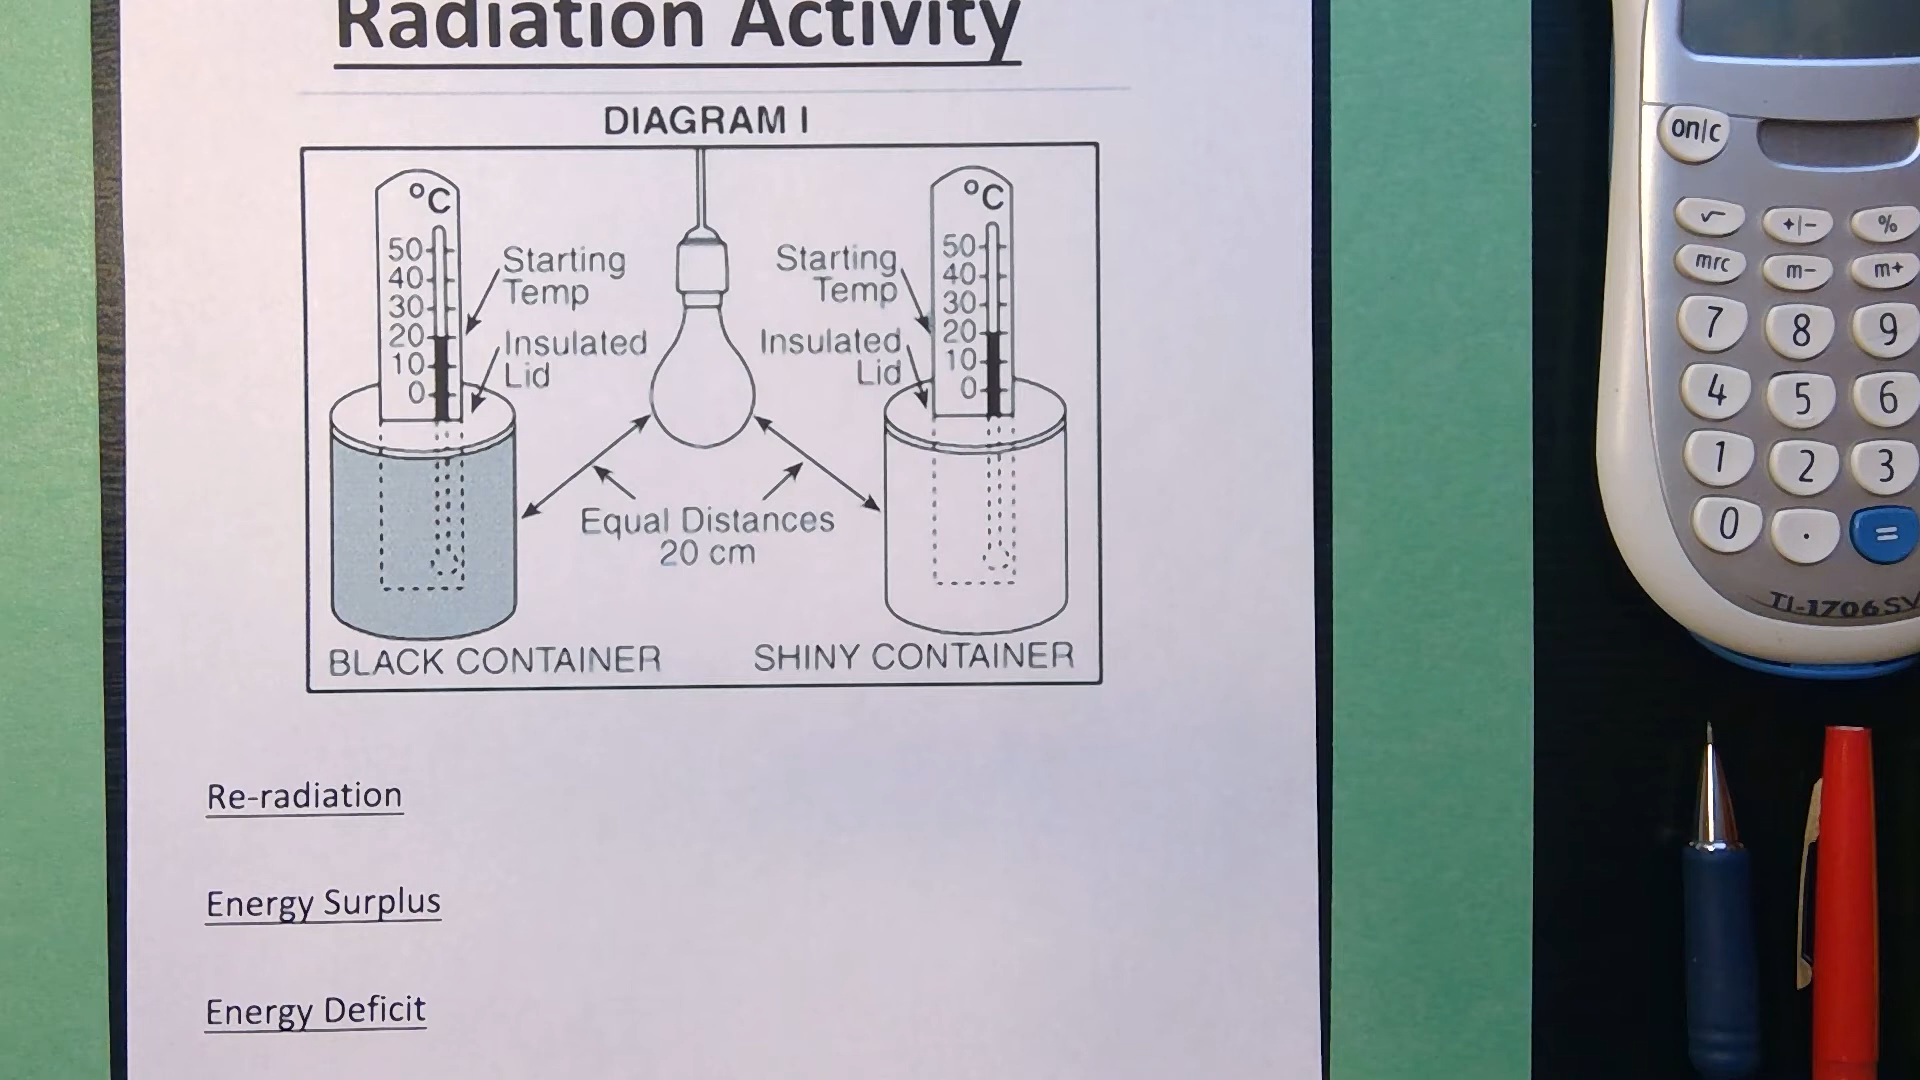 Radiation Activity
DIAGRAM I
°C
50
40
30
20
10
0
Starting
Temp
Insulated
Lid
Starting
Temp
Insulated
Lid
°C
50
40
30
20
10
0
Equal Distances
20 cm
BLACK CONTAINER
SHINY CONTAINER
Re-radiation
Energy Surplus
Energy Deficit
on|c
√ +|− %
mrc m− m+
7 8 9
4 5 6
1 2 3
0 . =
TI-1706 SV